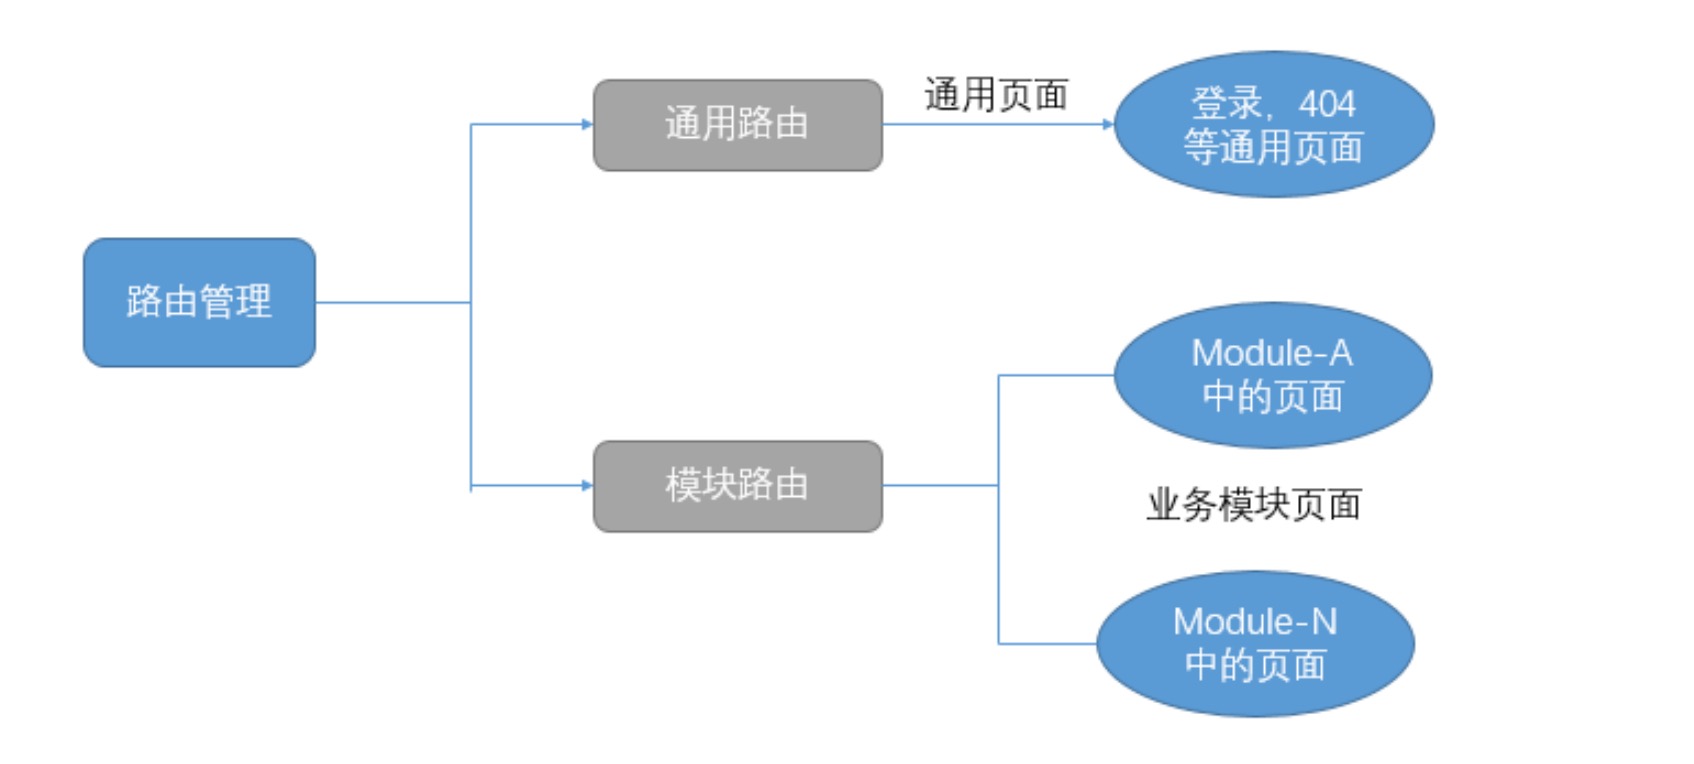 通用页面
登录，404
等通用页面
通用路由
路由管理
Module-A
中的页面
模块路由
业务模块页面
Module-N
中的页面